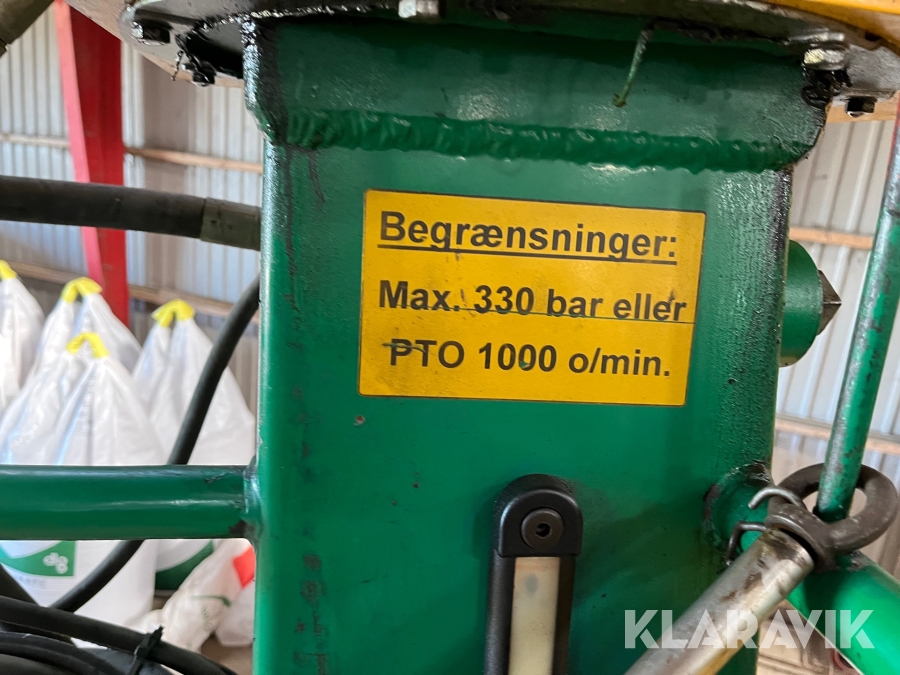 Begrænsninger:
Max. 330 bar eller
PTO 1000 o/min.
KLARAVIK